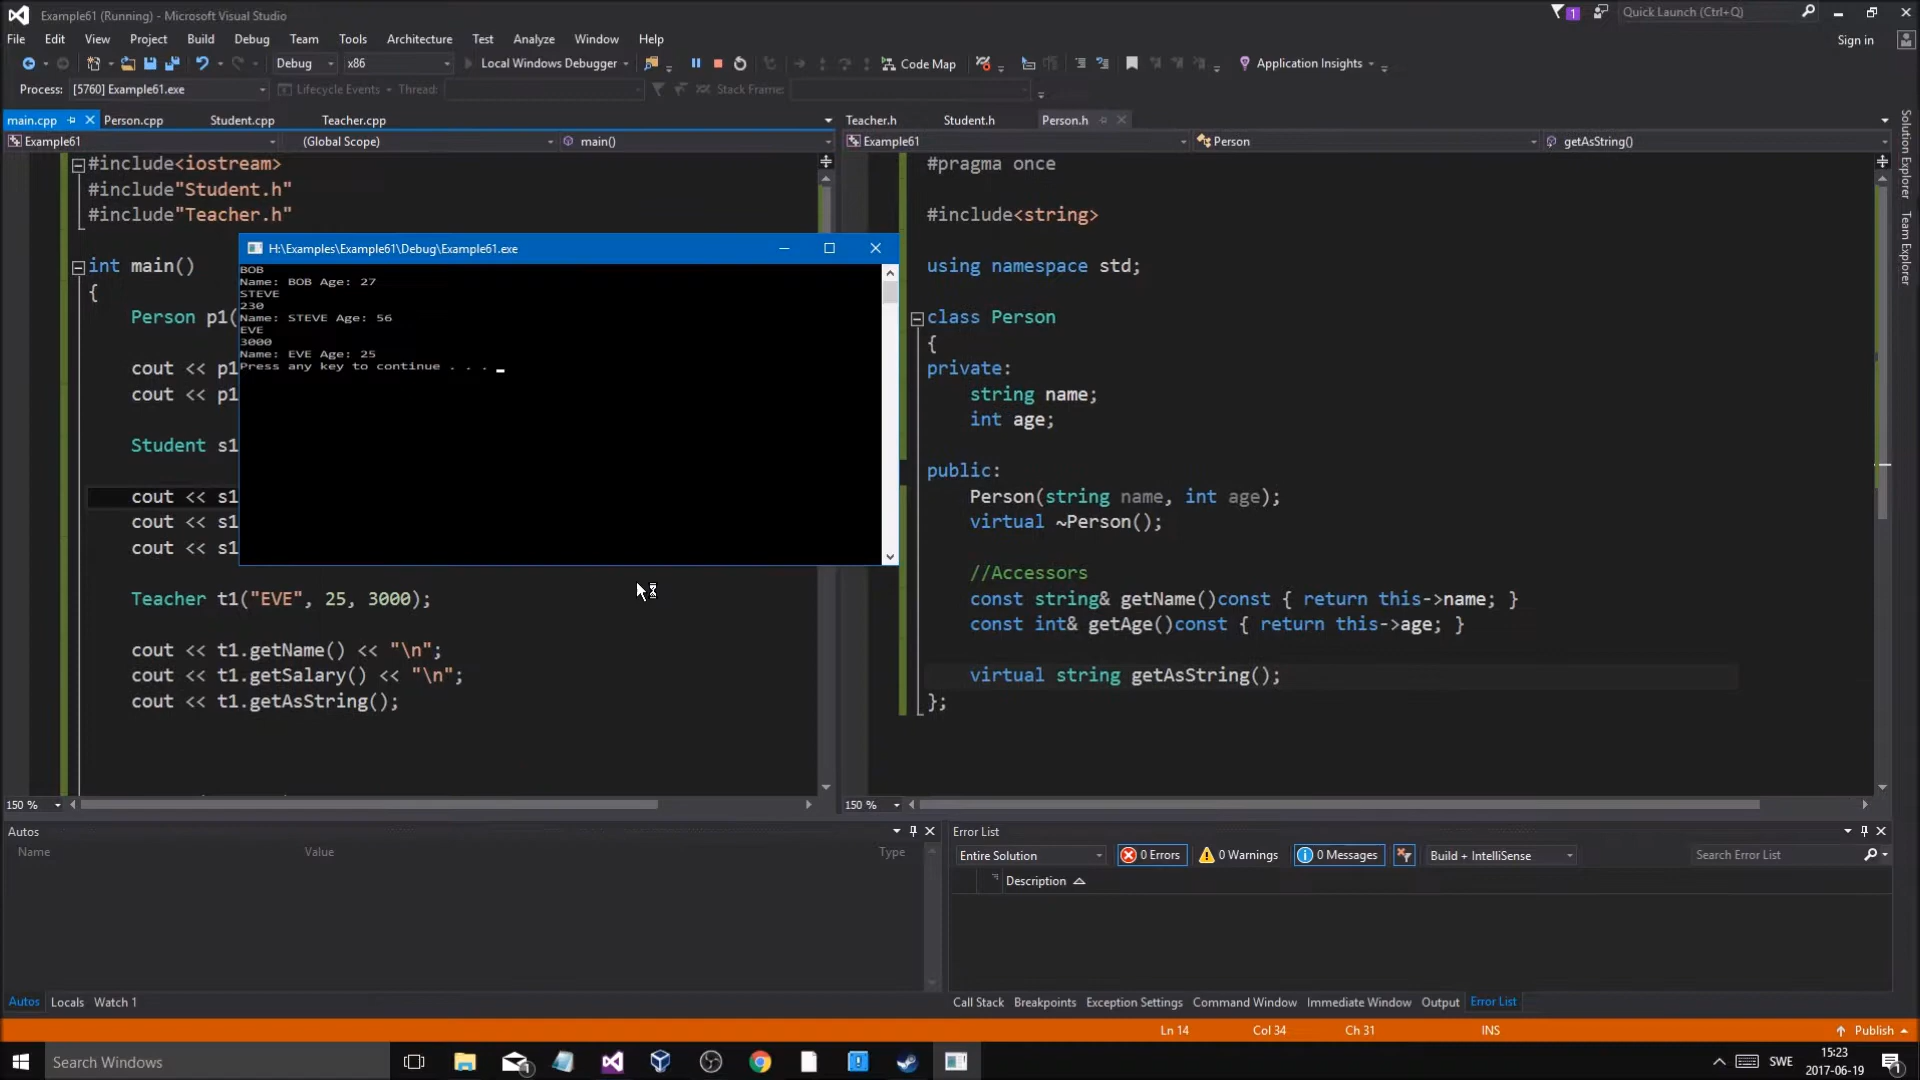 Example61 (Running) - Microsoft Visual Studio
1
Quick Launch (Ctrl+Q)
File Edit View Project Build Debug Team Tools Architecture Test Analyze Window Help
Sign in
Debug x86 Local Windows Debugger Code Map Application Insights
Process: [5760] Example61.exe Lifecycle Events Thread: Stack Frame:
main.cpp Person.cpp Student.cpp Teacher.cpp
Example61 (Global Scope) main()
#include<iostream>
#include"Student.h"
#include"Teacher.h"
int main()
{
Person p1(
cout << p1
cout << p1
Student s1
cout << s1
cout << s1
cout << s1
Teacher t1("EVE", 25, 3000);
cout << t1.getName() << "\n";
cout << t1.getSalary() << "\n";
cout << t1.getAsString();
150 %
H:\Examples\Example61\Debug\Example61.exe
BOB
Name: BOB Age: 27
STEVE
230
Name: STEVE Age: 56
EVE
3000
Name: EVE Age: 25
Press any key to continue . . .
Teacher.h Student.h Person.h
Example61 Person getAsString()
#pragma once
#include<string>
using namespace std;
class Person
{
private:
string name;
int age;
public:
Person(string name, int age);
virtual ~Person();
//Accessors
const string& getName()const { return this->name; }
const int& getAge()const { return this->age; }
virtual string getAsString();
};
150 %
Solution Explorer
Team Explorer
Autos
Name Value Type
Autos Locals Watch 1
Error List
Entire Solution 0 Errors 0 Warnings 0 Messages Build + IntelliSense Search Error List
Description
Call Stack Breakpoints Exception Settings Command Window Immediate Window Output Error List
Ln 14 Col 34 Ch 31 INS Publish
Search Windows
SWE
15:23
2017-06-19